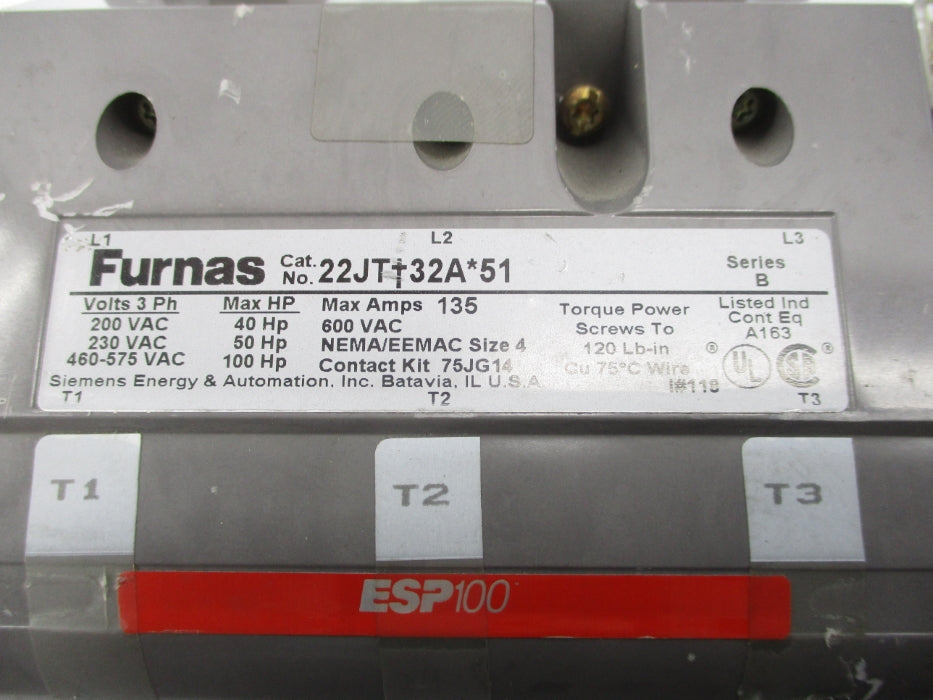 L1 L2 L3
Furnas Cat. No. 22JT†32A*51 Series B
Volts 3 Ph Max HP Max Amps 135
200 VAC 40 Hp 600 VAC
230 VAC 50 Hp NEMA/EEMAC Size 4
460-575 VAC 100 Hp Contact Kit 75JG14
Torque Power
Screws To
120 Lb-in
Cu 75°C Wire
Listed Ind
Cont Eq
A163
® UL SA ®
I#118
Siemens Energy & Automation, Inc. Batavia, IL U.S.A
T1 T2 T3
T1 T2 T3
ESP100